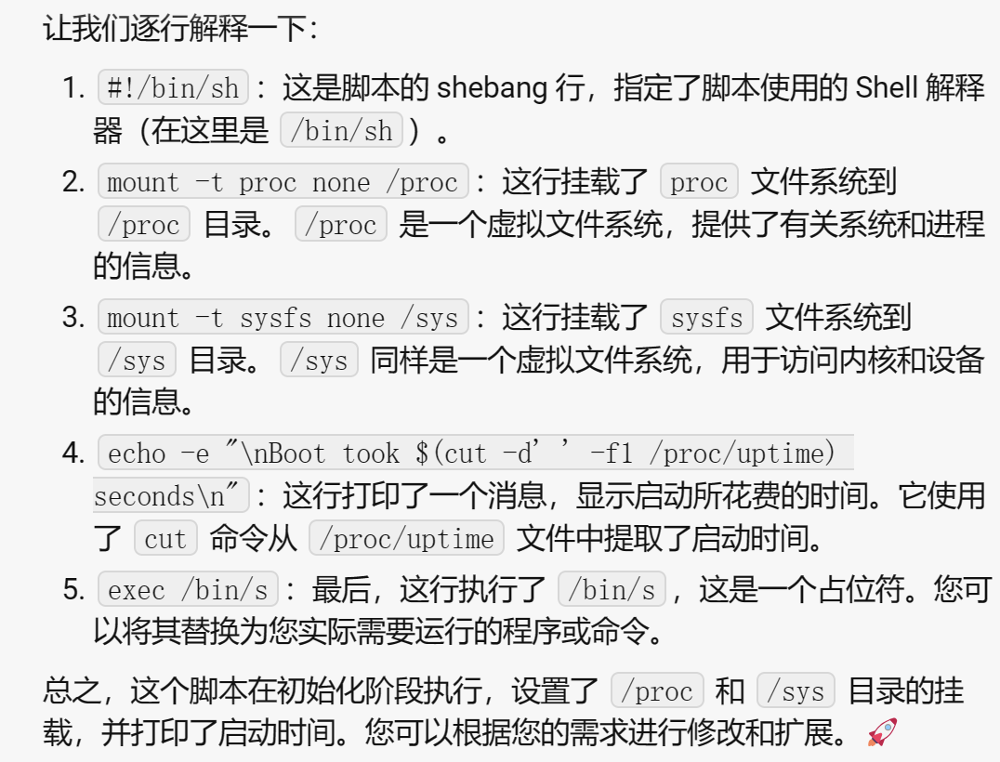 让我们逐行解释一下：
1. #!/bin/sh：这是脚本的 shebang 行，指定了脚本使用的 Shell 解释
器（在这里是 /bin/sh）。
2. mount -t proc none /proc：这行挂载了 proc 文件系统到
/proc 目录。 /proc 是一个虚拟文件系统，提供了有关系统和进程
的信息。
3. mount -t sysfs none /sys：这行挂载了 sysfs 文件系统到
/sys 目录。 /sys 同样是一个虚拟文件系统，用于访问内核和设备
的信息。
4. echo -e "\nBoot took $(cut -d' ' -f1 /proc/uptime)
seconds\n"：这行打印了一个消息，显示启动所花费的时间。它使用
了 cut 命令从 /proc/uptime 文件中提取了启动时间。
5. exec /bin/s：最后，这行执行了 /bin/s，这是一个占位符。您可
以将其替换为您实际需要运行的程序或命令。
总之，这个脚本在初始化阶段执行，设置了 /proc 和 /sys 目录的挂
载，并打印了启动时间。您可以根据您的需求进行修改和扩展。🚀